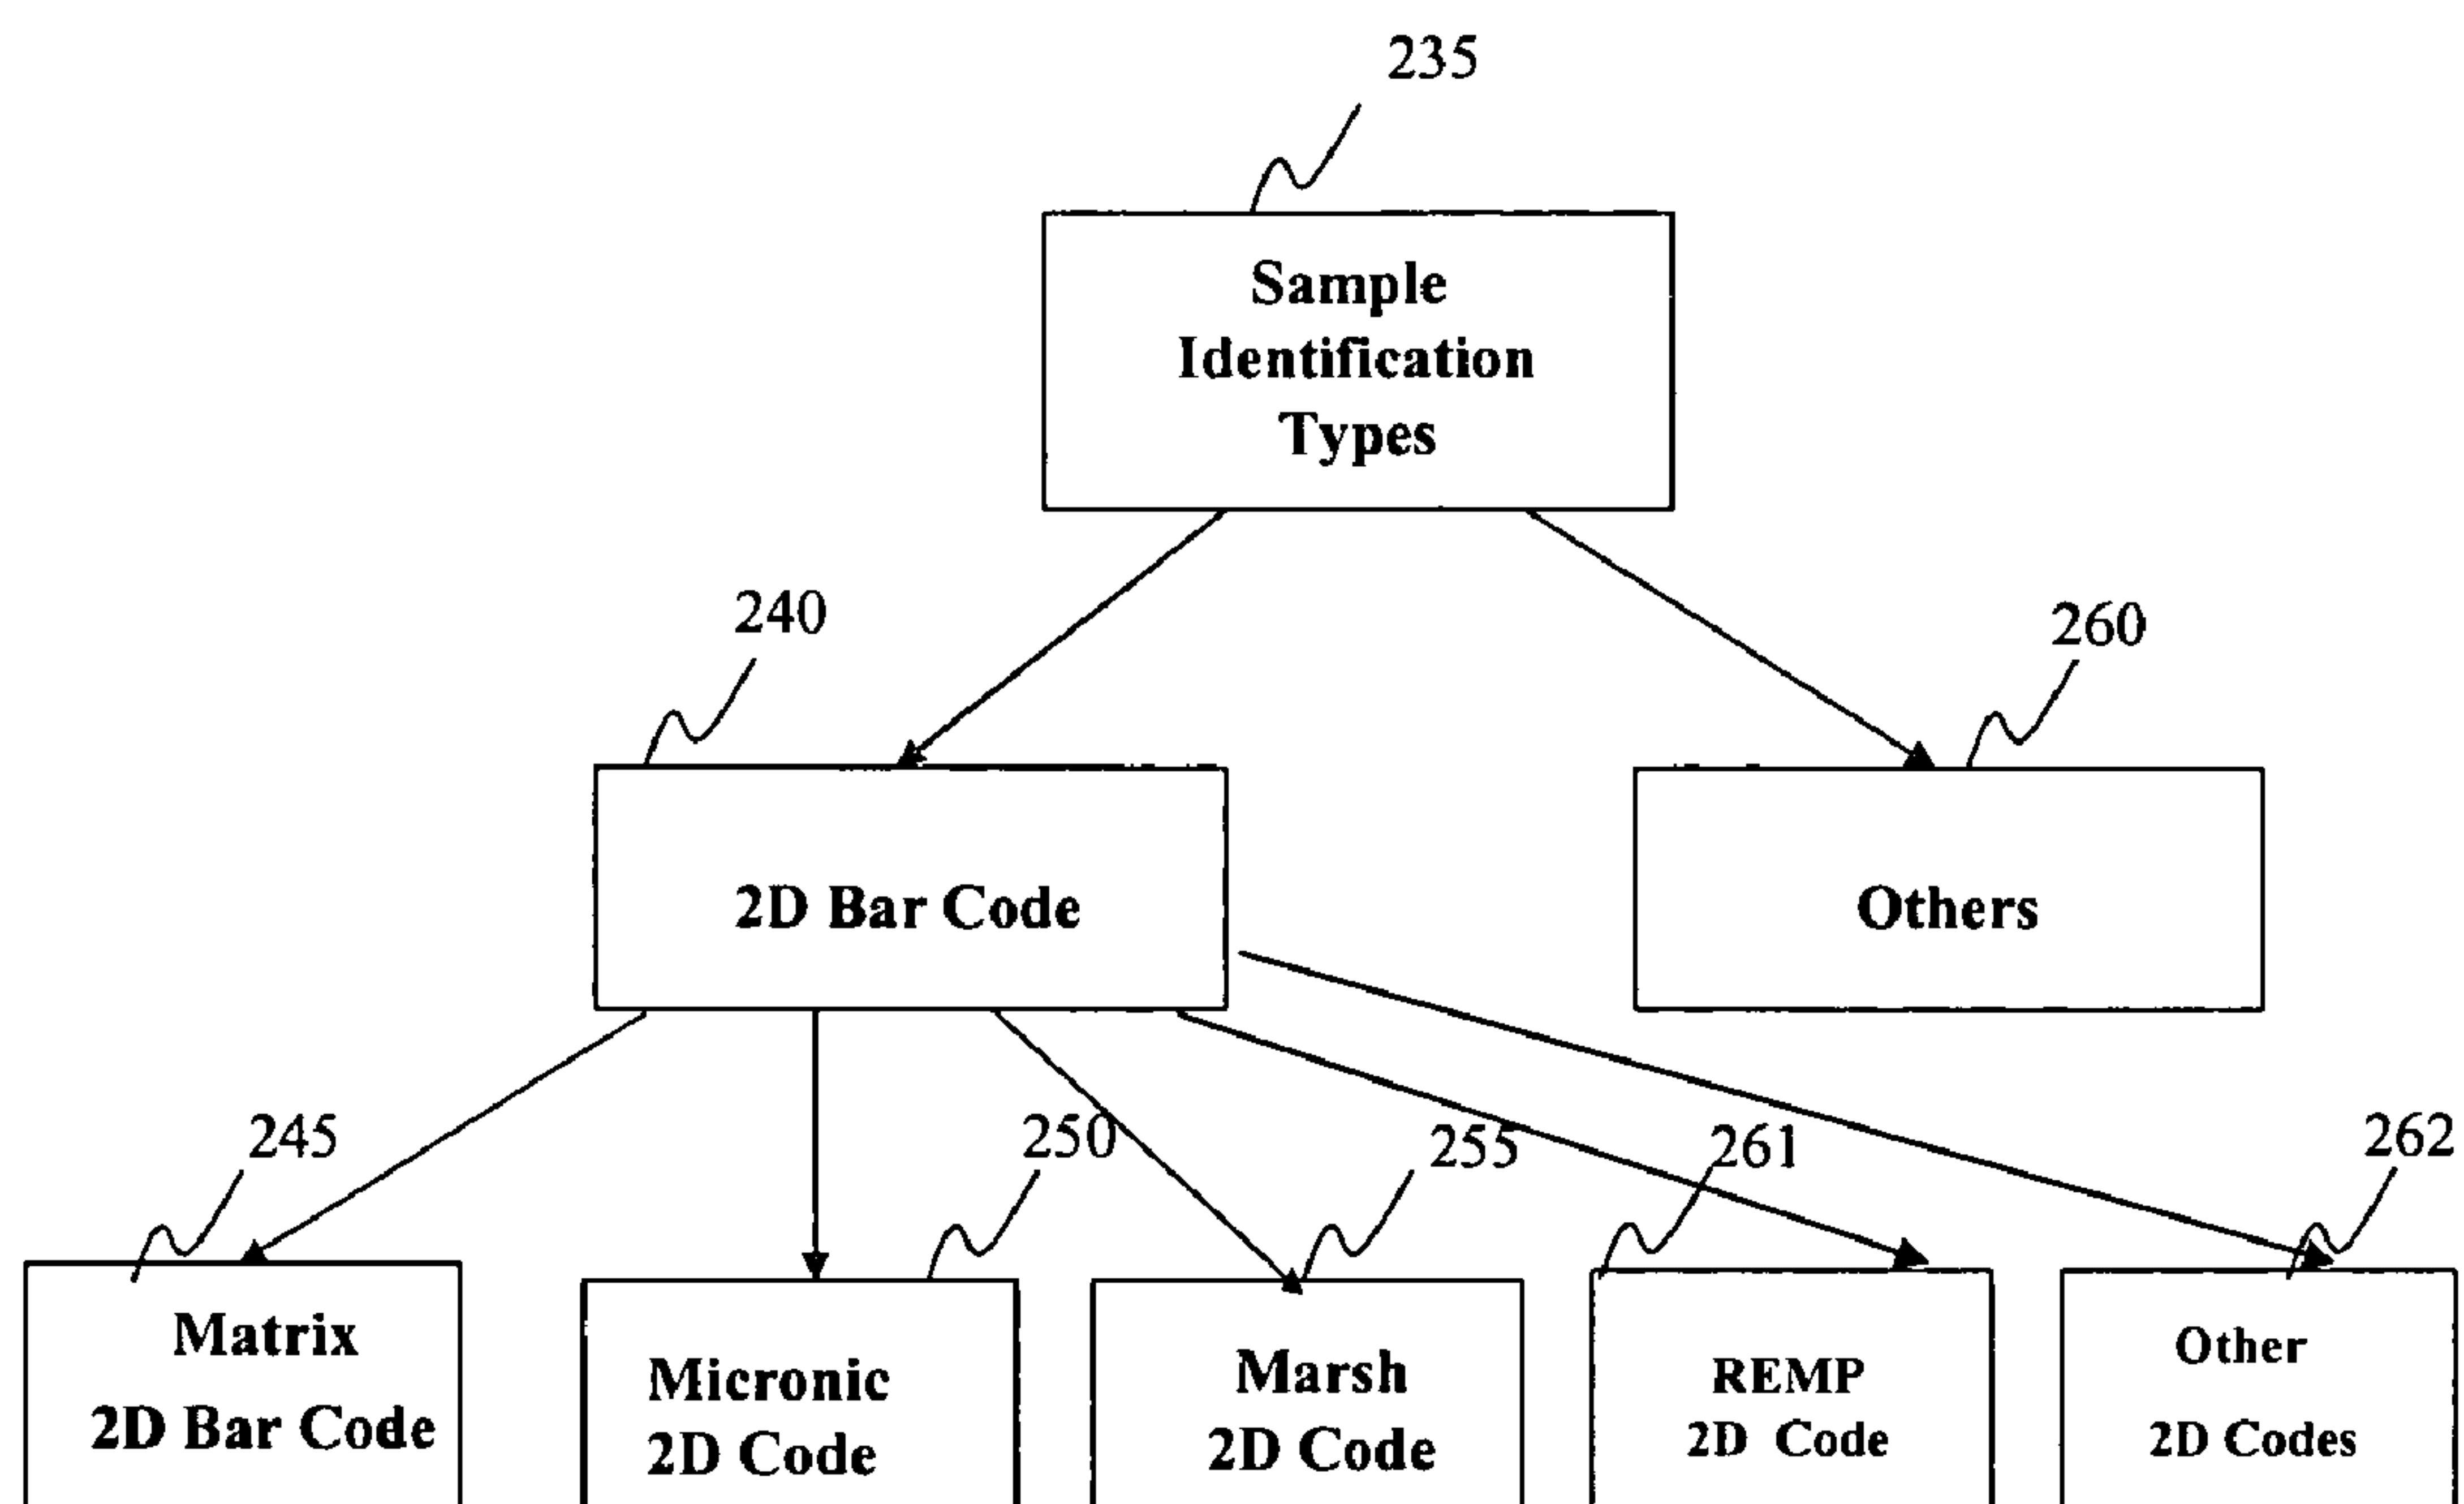 235
Sample
Identification
Types
240
260
2D Bar Code
Others
245
250
255
261
262
Matrix
2D Bar Code
Micronic
2D Code
Marsh
2D Code
REMP
2D Code
Other
2D Codes